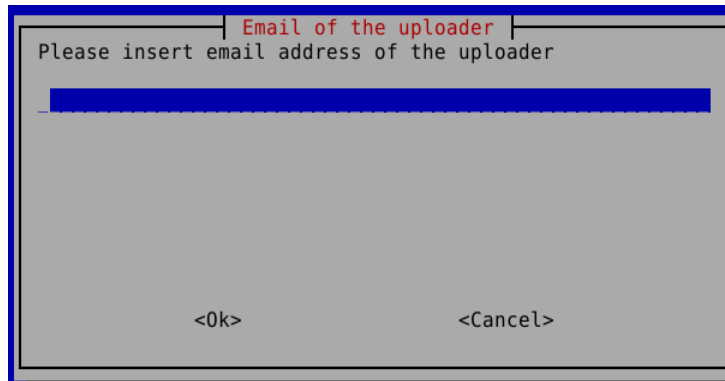 Email of the uploader
Please insert email address of the uploader
<Ok> <Cancel>